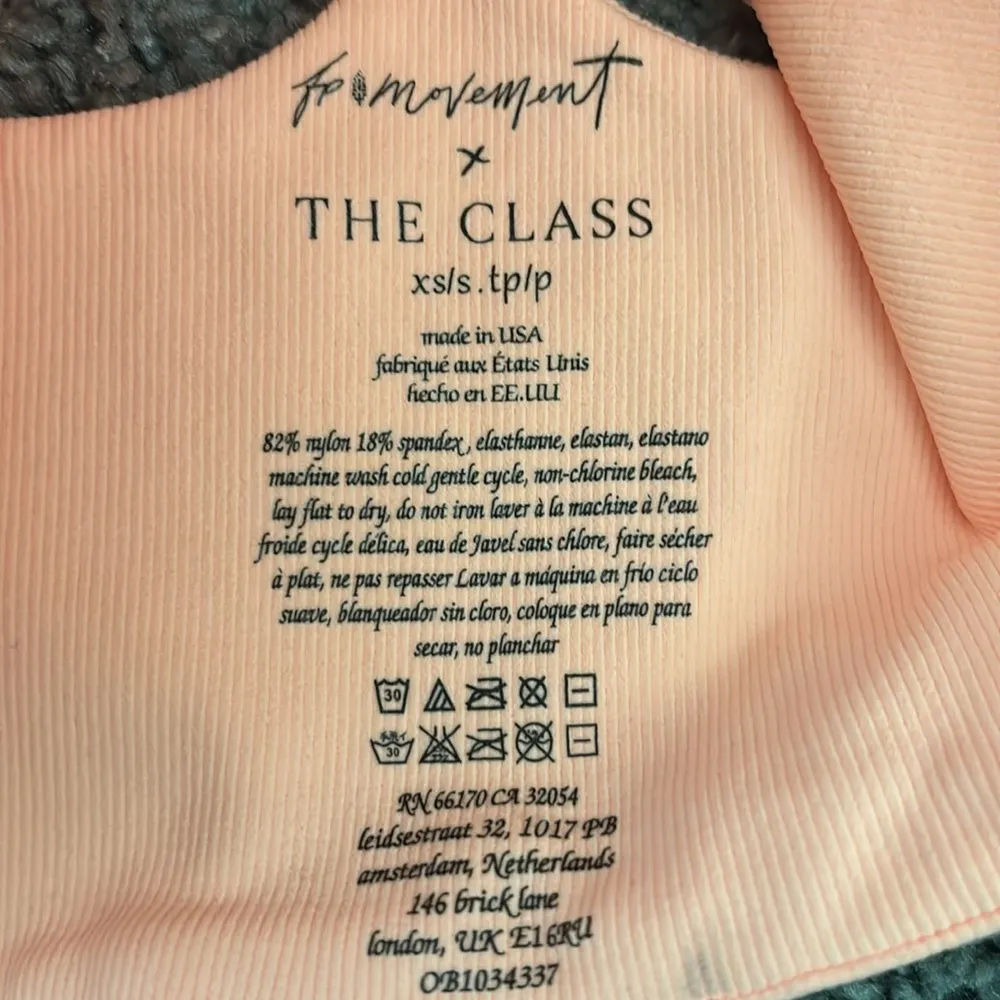 fp movement
x
THE CLASS
xs/s.tp/p
made in USA
fabriqué aux États Unis
hecho en EE.UU
82% nylon 18% spandex, elasthanne, elastan, elastano
machine wash cold gentle cycle, non-chlorine bleach,
lay flat to dry, do not iron laver à la machine à l'eau
froide cycle délica, eau de Javel sans chlore, faire sécher
à plat, ne pas repasser Lavar a máquina en frío ciclo
suave, blanqueador sin cloro, coloque en plano para
secar, no planchar
30
30
RN 66170 CA 32054
leidsestraat 32, 1017 PB
amsterdam, Netherlands
146 brick lane
london, UK E16RU
OB1034337